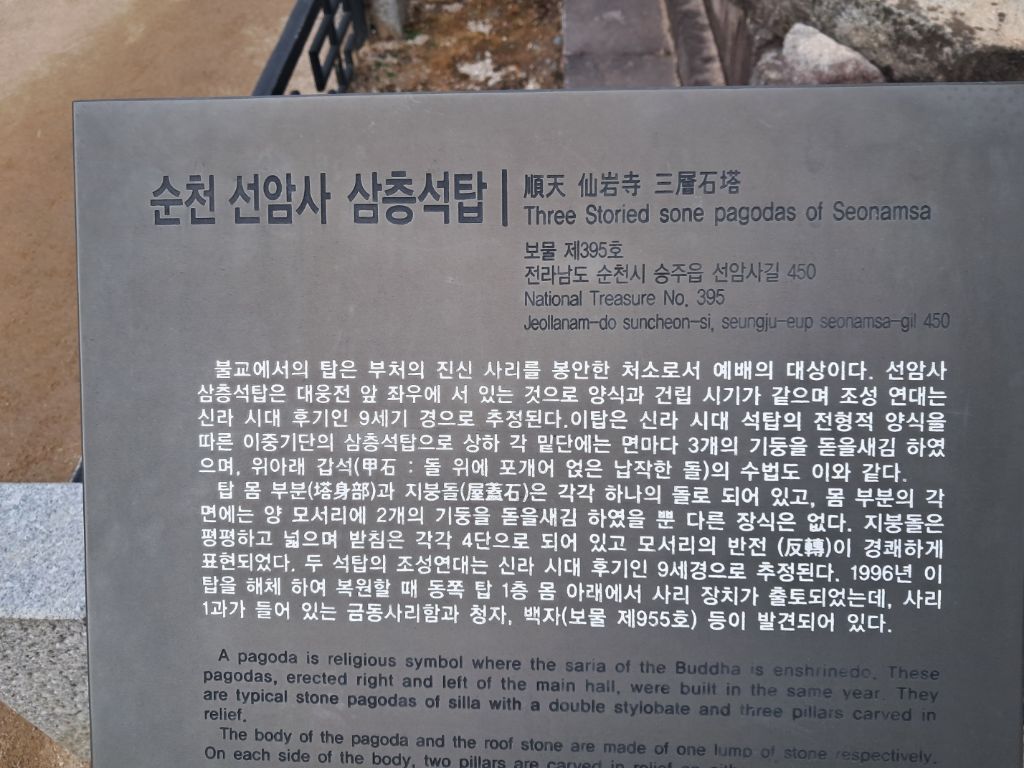 순천 선암사 삼층석탑
順天 仙岩寺 三層石塔
Three Storied sone pagodas of Seonamsa
보물 제395호
전라남도 순천시 승주읍 선암사길 450
National Treasure No. 395
Jeollanam-do suncheon-si, seungju-eup seonamsa-gil 450
불교에서의 탑은 부처의 진신 사리를 봉안한 처소로서 예배의 대상이다. 선암사
삼층석탑은 대웅전 앞 좌우에 서 있는 것으로 양식과 건립 시기가 같으며 조성 연대는
신라 시대 후기인 9세기 경으로 추정된다.이탑은 신라 시대 석탑의 전형적 양식을
따른 이중기단의 삼층석탑으로 상하 각 밑단에는 면마다 3개의 기둥을 돋을새김 하였
으며, 위아래 갑석(甲石 : 돌 위에 포개어 얹은 납작한 돌)의 수법도 이와 같다.
탑 몸 부분(塔身部)과 지붕돌(屋蓋石)은 각각 하나의 돌로 되어 있고, 몸 부분의 각
면에는 양 모서리에 2개의 기둥을 돋을새김 하였을 뿐 다른 장식은 없다. 지붕돌은
평평하고 넓으며 받침은 각각 4단으로 되어 있고 모서리의 반전 (反轉)이 경쾌하게
표현되었다. 두 석탑의 조성연대는 신라 시대 후기인 9세경으로 추정된다. 1996년 이
탑을 해체 하여 복원할 때 동쪽 탑 1층 몸 아래에서 사리 장치가 출토되었는데, 사리
1과가 들어 있는 금동사리함과 청자, 백자(보물 제955호) 등이 발견되어 있다.
A pagoda is religious symbol where the saria of the Buddha is enshrinedo. These
pagodas, erected right and left of the main hall, were built in the same year. They
are typical stone pagodas of silla with a double stylobate and three pillars carved in
relief.
The body of the pagoda and the roof stone are made of one lump of stone respectively.
On each side of the body, two pillars are carved in relief on